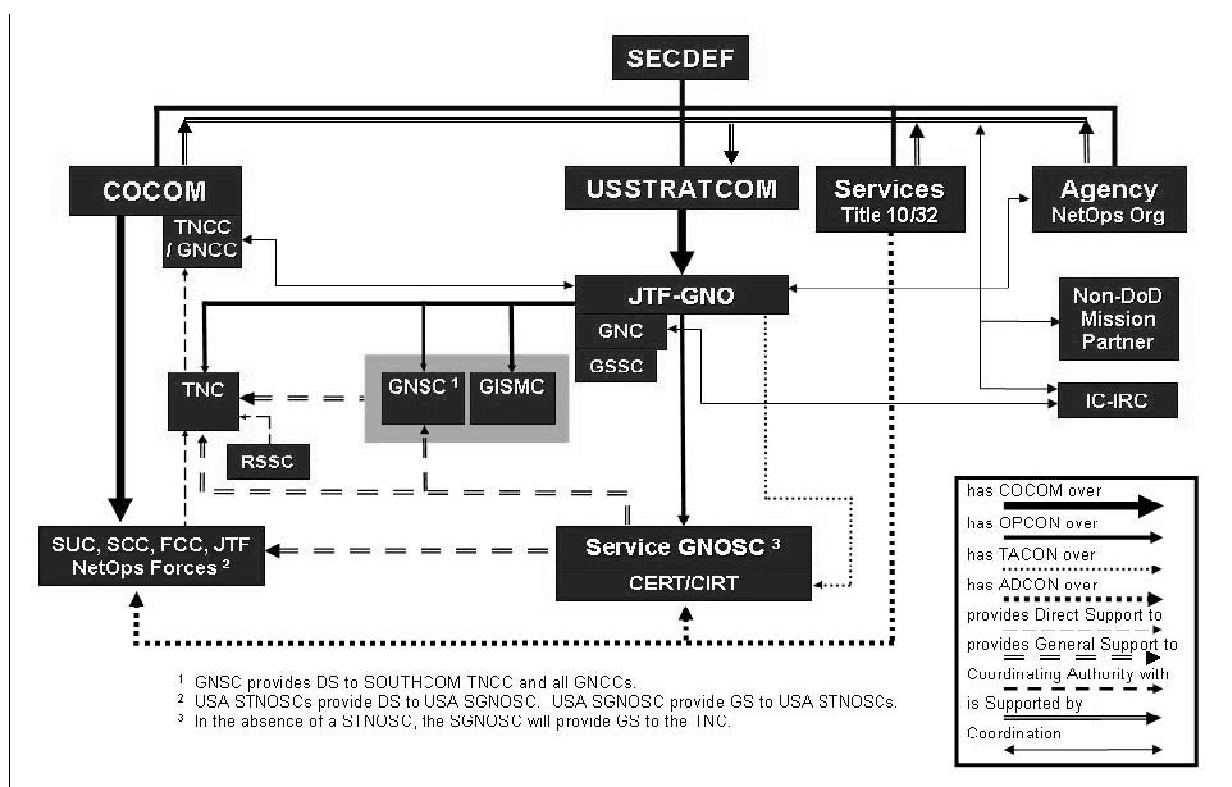 SECDEF
COCOM
USSTRATCOM
Services
Title 10/32
Agency
NetOps Org
TNCC
/ GNCC
JTF-GNO
GNC
GSSC
Non-DoD
Mission
Partner
TNC
GNSC 1
GISMC
IC-IRC
RSSC
SUC, SCC, FCC, JTF
NetOps Forces 2
Service GNOSC 3
CERT/CIRT
has COCOM over
has OPCON over
has TACON over
has ADCON over
provides Direct Support to
provides General Support to
Coordinating Authority with
is Supported by
Coordination
1 GNSC provides DS to SOUTHCOM TNCC and all GNCCs.
2 USA STNOSCs provide DS to USA SGNOSC. USA SGNOSC provide GS to USA STNOSCs.
3 In the absence of a STNOSC, the SGNOSC will provide GS to the TNC.